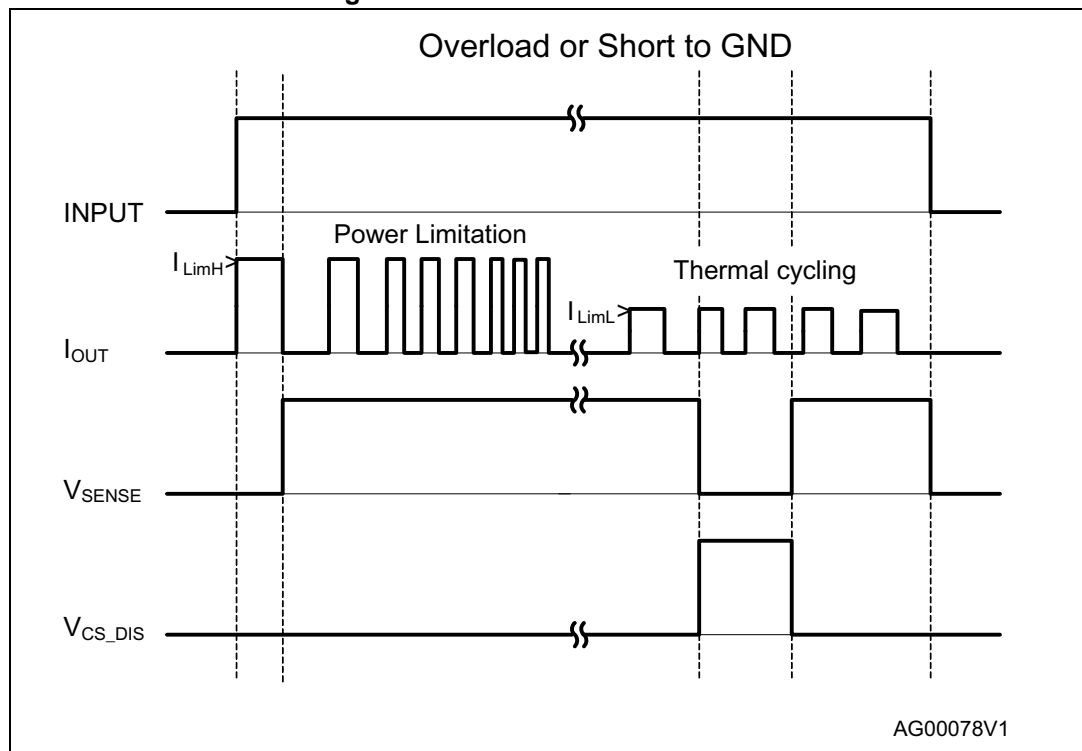 Overload or Short to GND
INPUT
Power Limitation
I LimH
Thermal cycling
I LimL
IOUT
VSENSE
VCS_DIS
AG00078V1